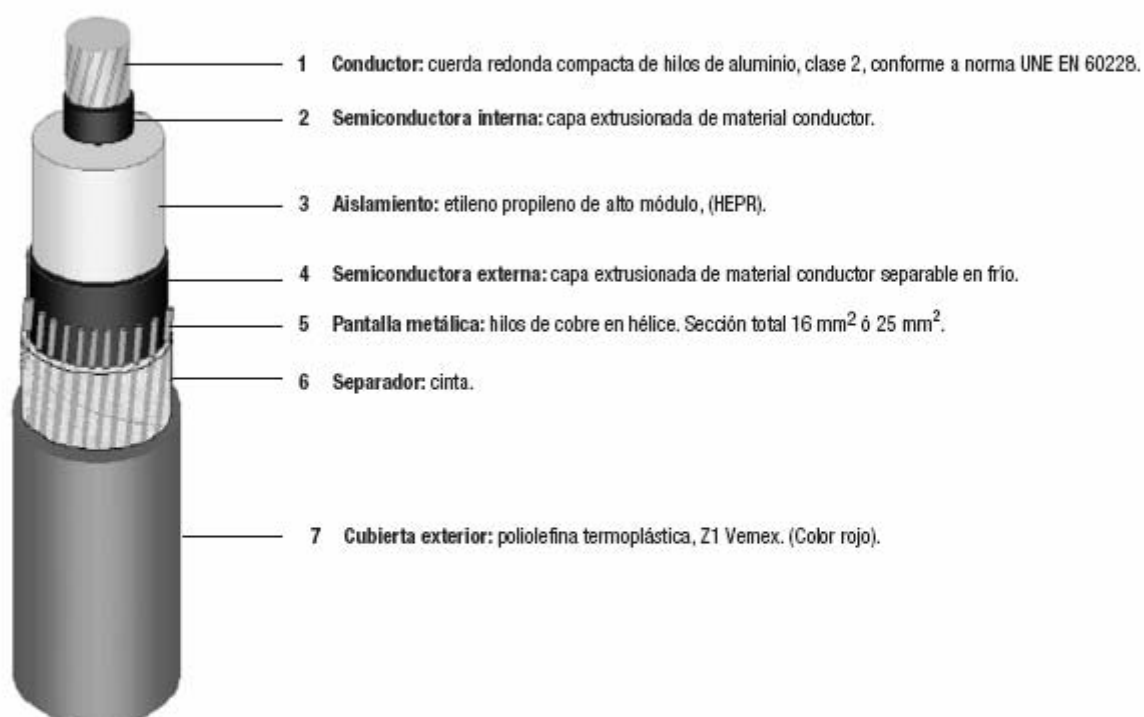 1 Conductor: cuerda redonda compacta de hilos de aluminio, clase 2, conforme a norma UNE EN 60228.
2 Semiconductora interna: capa extrusionada de material conductor.
3 Aislamiento: etileno propileno de alto módulo, (HEPR).
4 Semiconductora externa: capa extrusionada de material conductor separable en frío.
5 Pantalla metálica: hilos de cobre en hélice. Sección total 16 mm² ó 25 mm².
6 Separador: cinta.
7 Cubierta exterior: poliolefina termoplástica, Z1 Vemex. (Color rojo).